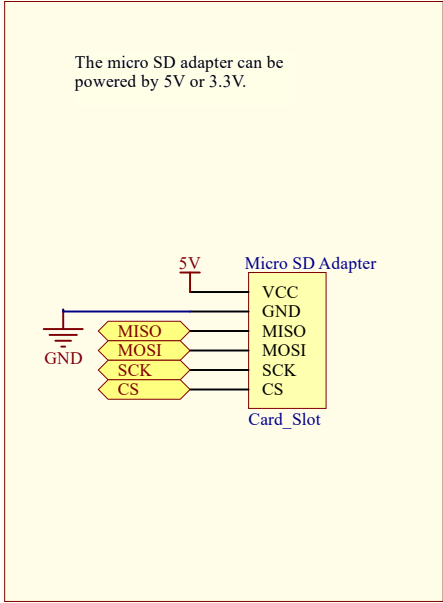 The micro SD adapter can be
powered by 5V or 3.3V.
5V
Micro SD Adapter
VCC
GND
MISO MISO
MOSI MOSI
GND
SCK SCK
CS CS
Card_Slot